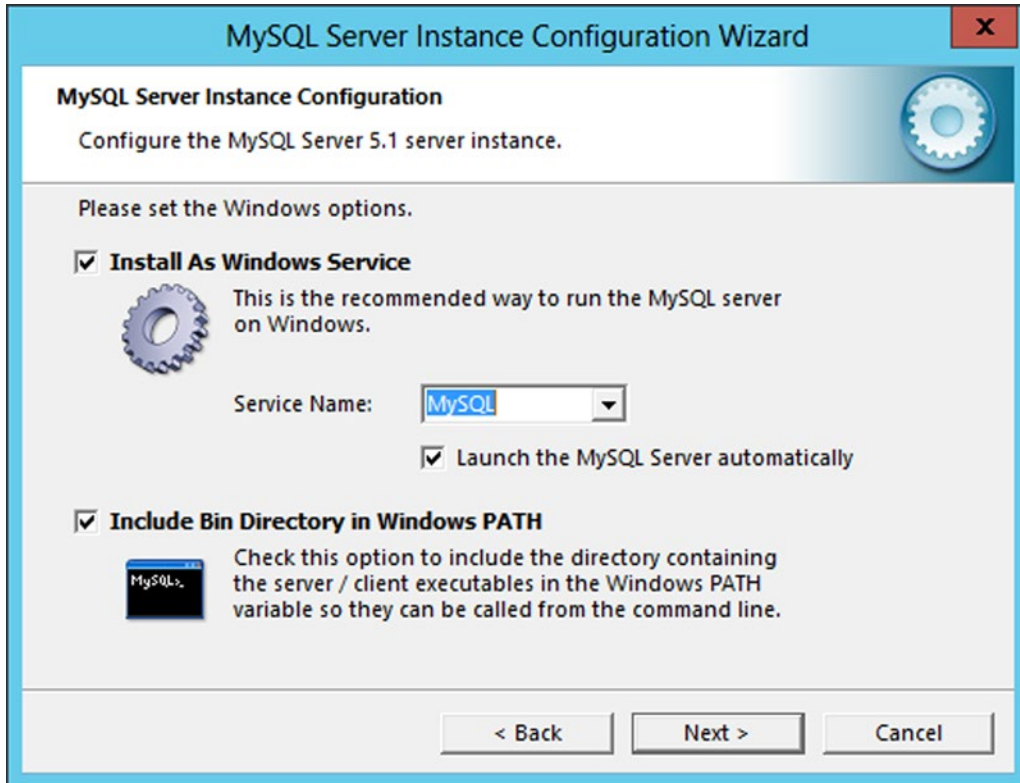 MySQL Server Instance Configuration Wizard
x
MySQL Server Instance Configuration
Configure the MySQL Server 5.1 server instance.
Please set the Windows options.
Install As Windows Service
This is the recommended way to run the MySQL server
on Windows.
Service Name:
MySQL
Launch the MySQL Server automatically
Include Bin Directory in Windows PATH
MySQL>_
Check this option to include the directory containing
the server / client executables in the Windows PATH
variable so they can be called from the command line.
< Back
Next >
Cancel